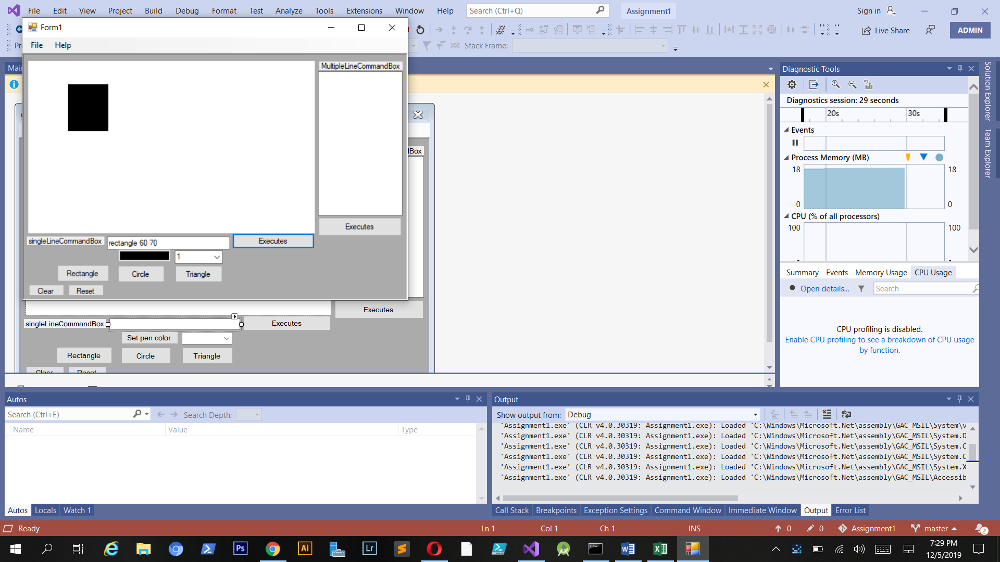 File Edit View Project Build Debug Format Test Analyze Tools Extensions Window Help Search (Ctrl+Q) Assignment1 Sign in
Form1
Live Share ADMIN
File Help
Stack Frame:
MultipleLineCommandBox
Diagnostic Tools
Diagnostics session: 29 seconds
20s 30s
Events
Process Memory (MB)
18 18
0 0
CPU (% of all processors)
100 100
Executes
singleLineCommandBox rectangle 60 70 Executes
1
Rectangle Circle Triangle
Clear Reset
Summary Events Memory Usage CPU Usage
Open details... Search
CPU profiling is disabled.
Enable CPU profiling to see a breakdown of CPU usage
by function.
Solution Explorer
Team Explorer
Executes
singleLineCommandBox Executes
Set pen color
Rectangle Circle Triangle
Clear Reset
Autos
Search (Ctrl+E) Search Depth:
Name Value Type
Autos Locals Watch 1
Output
Show output from: Debug
'Assignment1.exe' (CLR v4.0.30319: Assignment1.exe): Loaded 'C:\Windows\Microsoft.Net\assembly\GAC_MSIL\System\v
'Assignment1.exe' (CLR v4.0.30319: Assignment1.exe): Loaded 'C:\Windows\Microsoft.Net\assembly\GAC_MSIL\System.D
'Assignment1.exe' (CLR v4.0.30319: Assignment1.exe): Loaded 'C:\Windows\Microsoft.Net\assembly\GAC_MSIL\System.C
'Assignment1.exe' (CLR v4.0.30319: Assignment1.exe): Loaded 'C:\Windows\Microsoft.Net\assembly\GAC_MSIL\System.C
'Assignment1.exe' (CLR v4.0.30319: Assignment1.exe): Loaded 'C:\Windows\Microsoft.Net\assembly\GAC_MSIL\System.X
'Assignment1.exe' (CLR v4.0.30319: Assignment1.exe): Loaded 'C:\Windows\Microsoft.Net\assembly\GAC_MSIL\Accessib
Call Stack Breakpoints Exception Settings Command Window Immediate Window Output Error List
Ready Ln 1 Col 1 Ch 1 INS 0 0 Assignment1 master 2
Ps Ai Lr
7:29 PM
12/5/2019